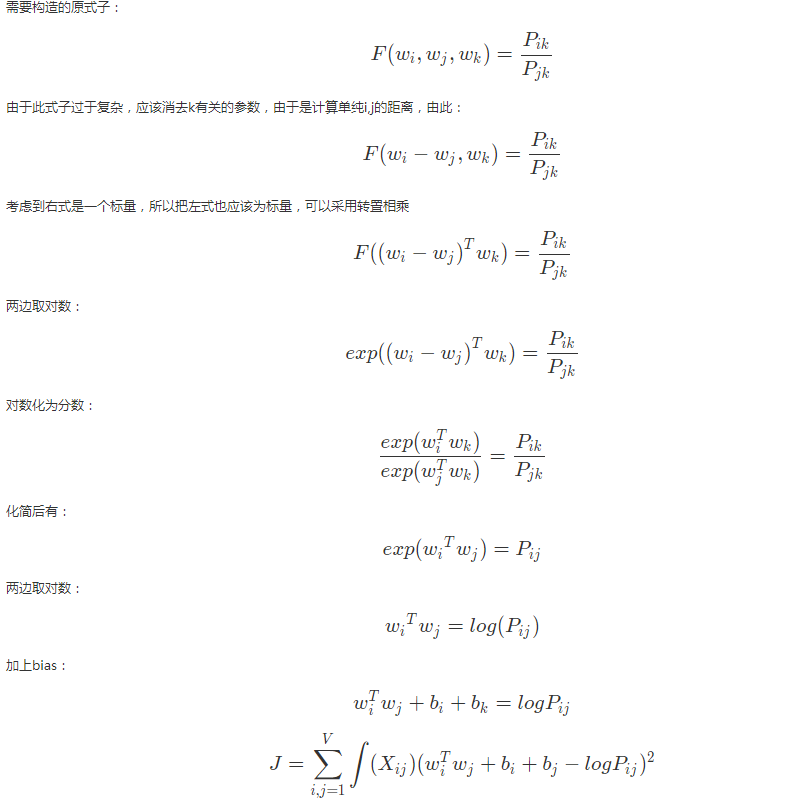 需要构造的原式子：
F(w_i, w_j, w_k) = \frac{P_{ik}}{P_{jk}}
由于此式子过于复杂，应该消去k有关的参数，由于是计算单纯i,j的距离，由此：
F(w_i − w_j, w_k) = \frac{P_{ik}}{P_{jk}}
考虑到右式是一个标量，所以把左式也应该为标量，可以采用转置相乘
F((w_i − w_j)^T w_k) = \frac{P_{ik}}{P_{jk}}
两边取对数：
exp((w_i − w_j)^T w_k) = \frac{P_{ik}}{P_{jk}}
对数化为分数：
\frac{exp(w_i^T w_k)}{exp(w_j^T w_k)} = \frac{P_{ik}}{P_{jk}}
化简后有：
exp({w_i}^T w_j) = P_{ij}
两边取对数：
{w_i}^T w_j = log(P_{ij})
加上bias：
w_i^T w_j + b_i + b_k = logP_{ij}
J = \sum_{i,j=1}^{V} \int (X_{ij})(w_i^T w_j + b_i + b_j − logP_{ij})^2